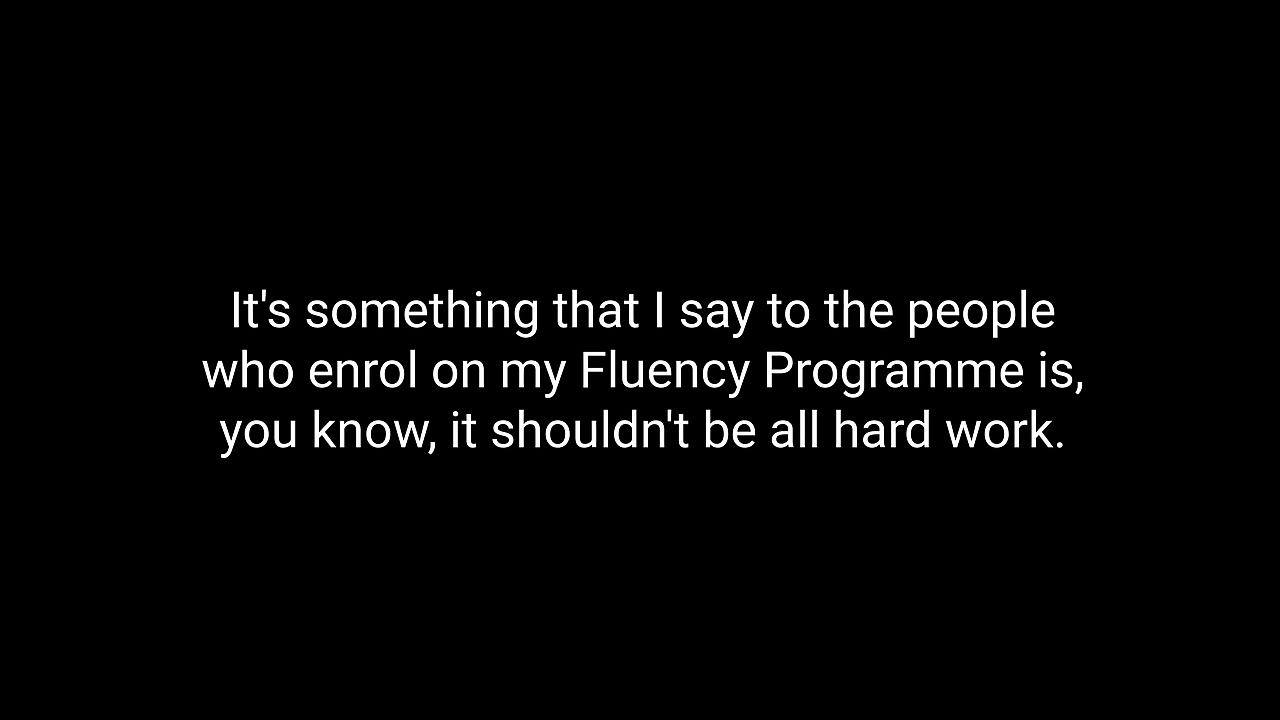 It's something that I say to the people
who enrol on my Fluency Programme is,
you know, it shouldn't be all hard work.